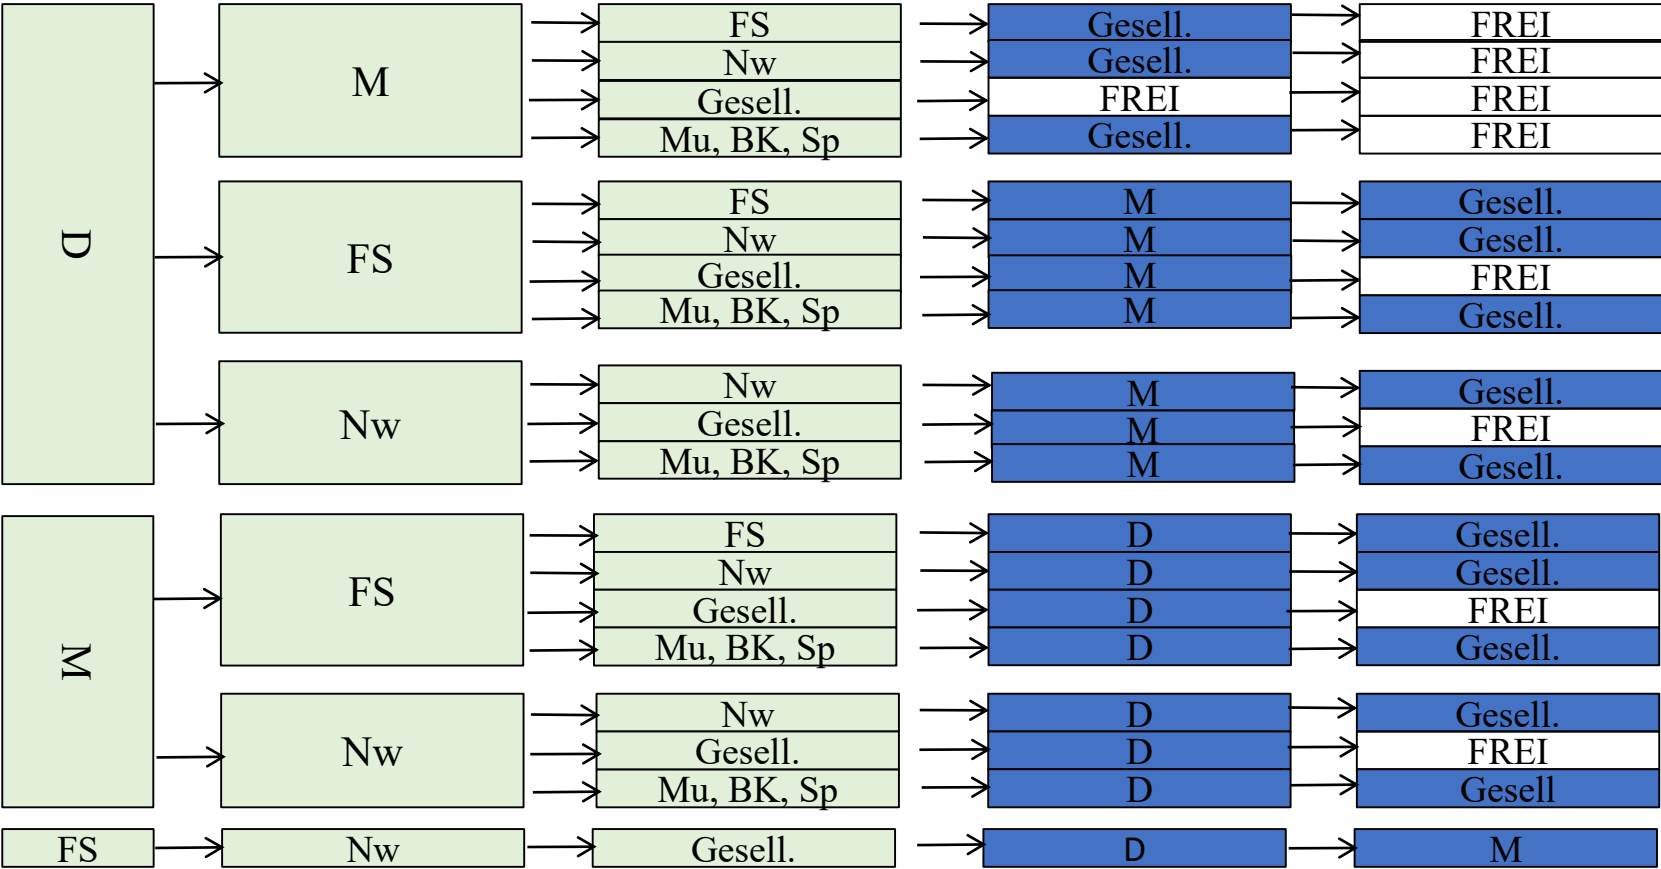 FS Gesell. FREI
Nw Gesell. FREI
M
Gesell. FREI FREI
Mu, BK, Sp Gesell. FREI
D
FS M Gesell.
Nw M Gesell.
FS
Gesell. M FREI
Mu, BK, Sp M Gesell.
Nw M Gesell.
Nw
Gesell. M FREI
Mu, BK, Sp M Gesell.
M
FS D Gesell.
Nw D Gesell.
FS
Gesell. D FREI
Mu, BK, Sp D Gesell.
Nw D Gesell.
Nw
Gesell. D FREI
Mu, BK, Sp D Gesell
FS Nw Gesell. D M